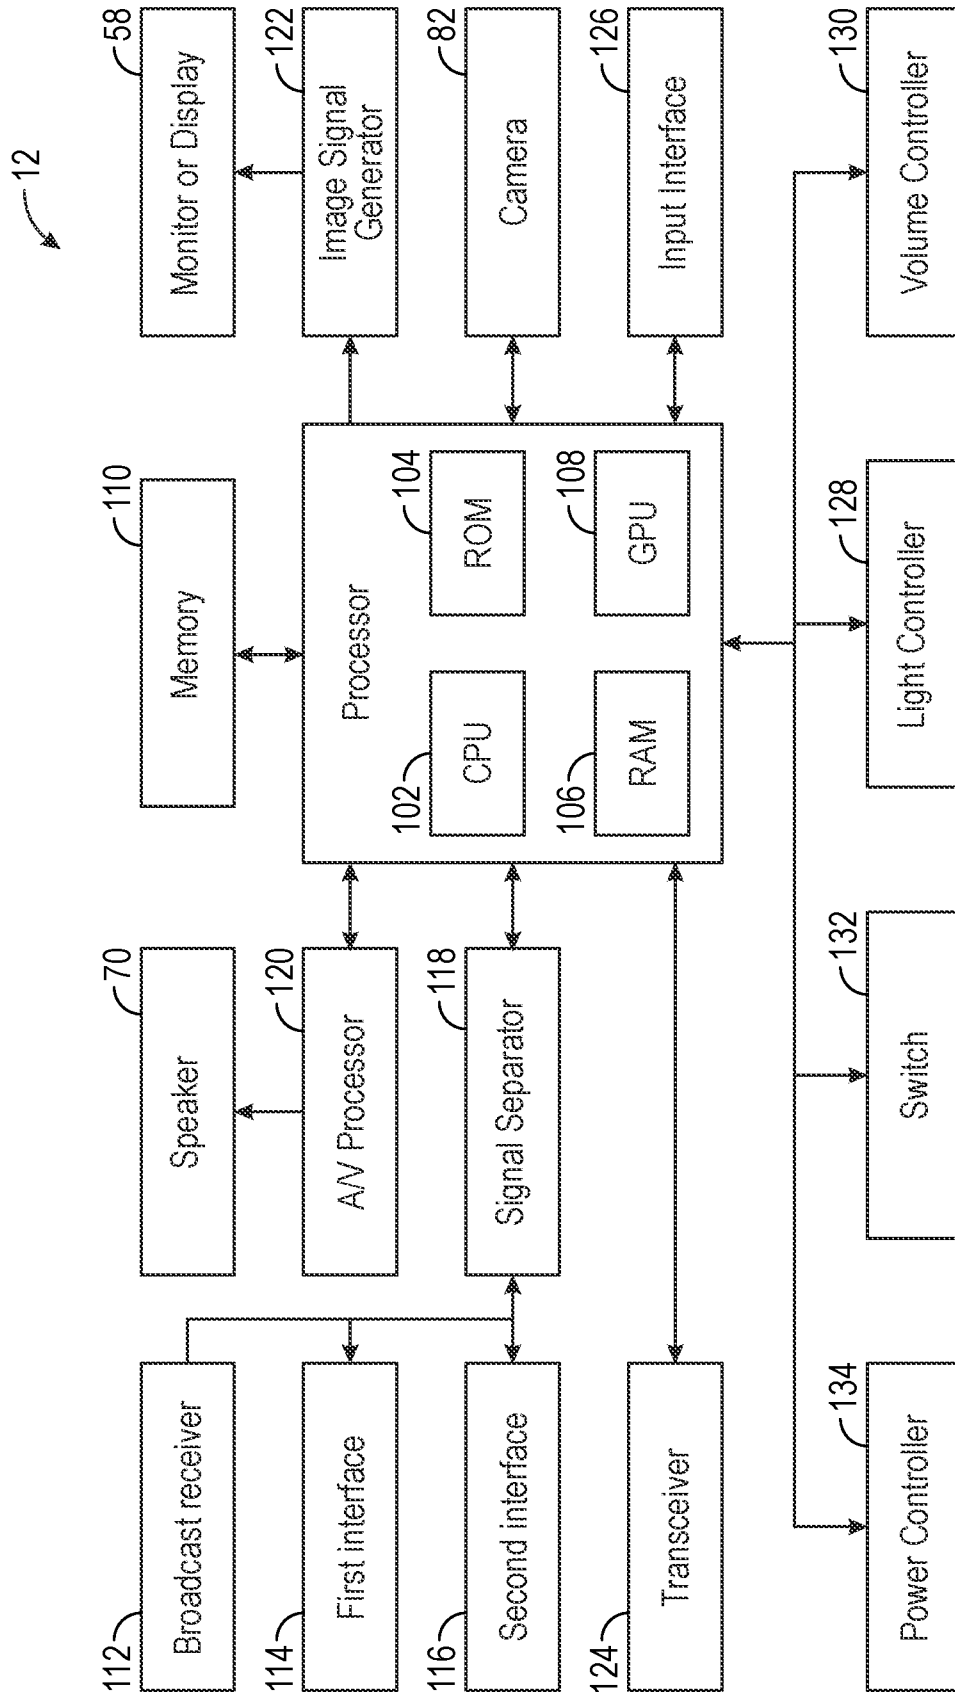 12
112
Broadcast receiver
70
Speaker
110
Memory
58
Monitor or Display
114
First interface
120
A/V Processor
122
Image Signal
Generator
Processor
116
Second interface
118
Signal Separator
102
CPU
104
ROM
82
Camera
124
Transceiver
106
RAM
108
GPU
126
Input Interface
134
Power Controller
132
Switch
128
Light Controller
130
Volume Controller